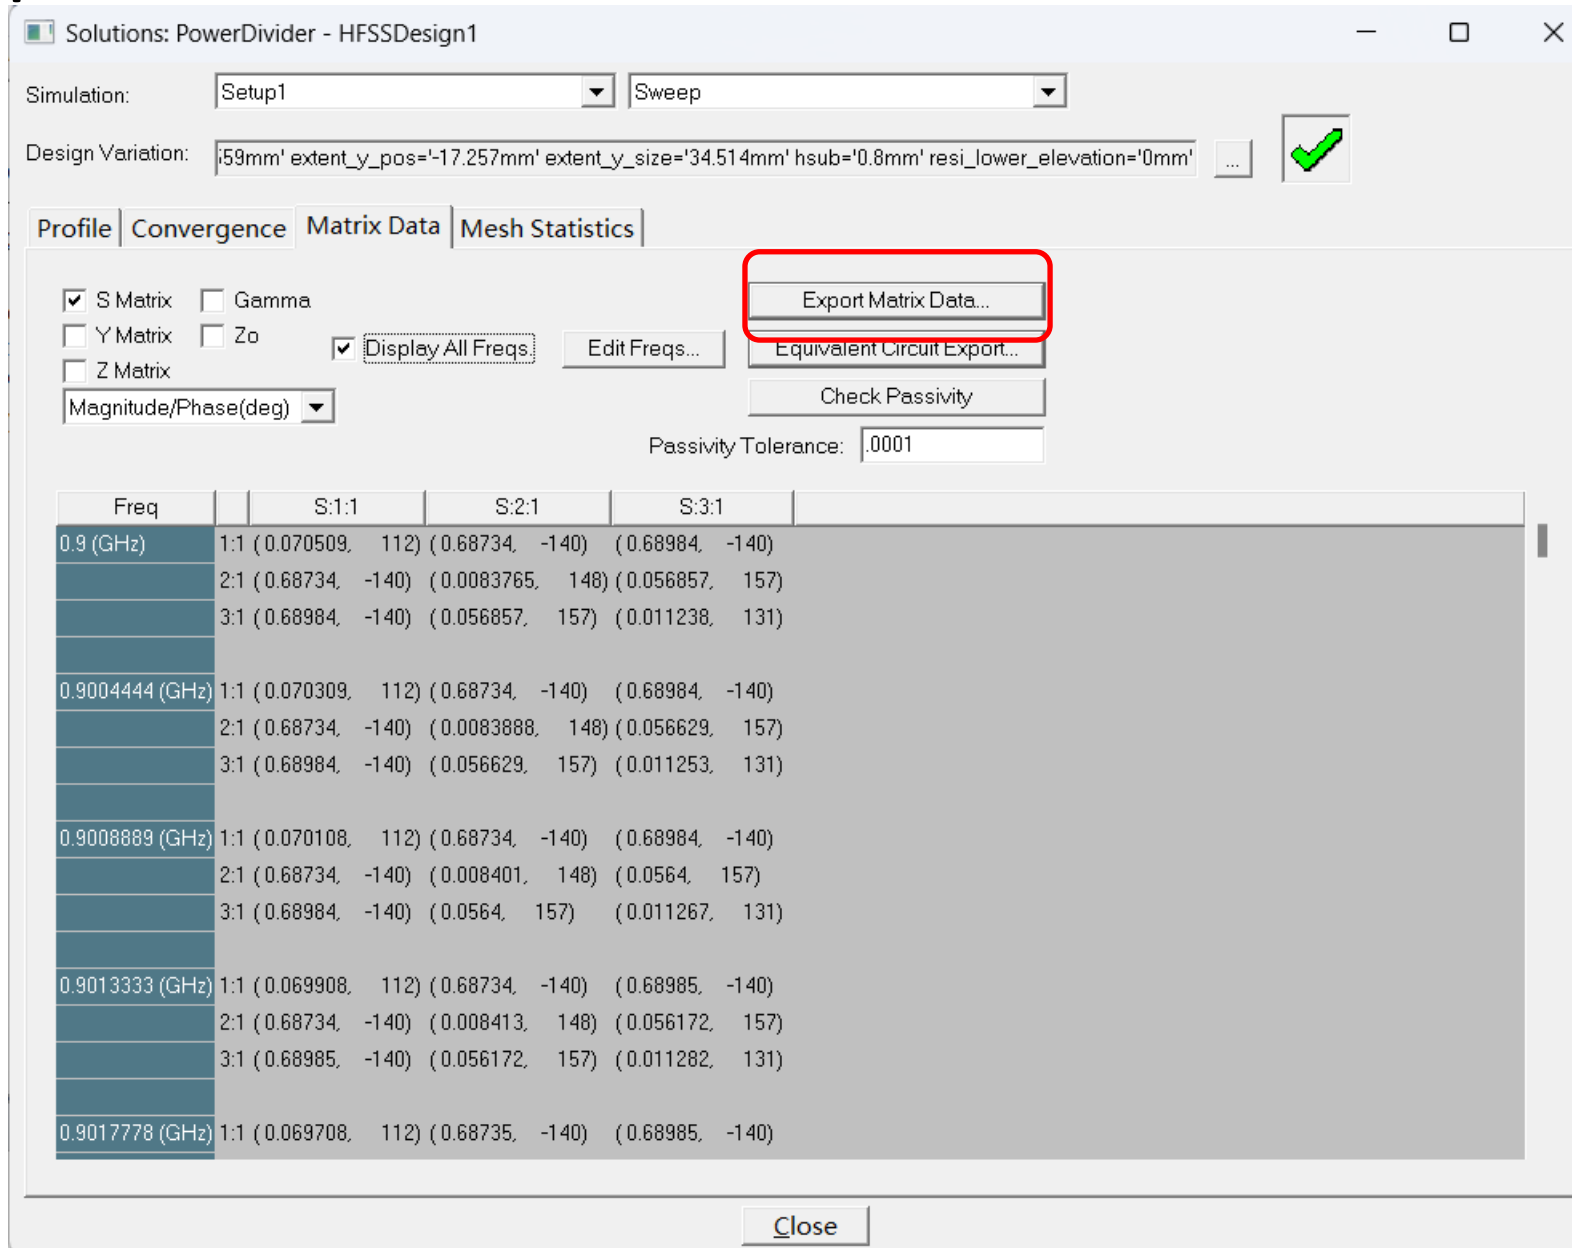 Solutions: PowerDivider - HFSSDesign1
Simulation: Setup1 Sweep
Design Variation: i59mm' extent_y_pos='-17.257mm' extent_y_size='34.514mm' hsub='0.8mm' resi_lower_elevation='0mm' ...
Profile Convergence Matrix Data Mesh Statistics
S Matrix Gamma Export Matrix Data...
Y Matrix Zo Display All Freqs. Edit Freqs... Equivalent Circuit Export...
Z Matrix
Magnitude/Phase(deg) Check Passivity
Passivity Tolerance: .0001
Freq S:1:1 S:2:1 S:3:1
0.9 (GHz) 1:1 ( 0.070509, 112) ( 0.68734, -140) ( 0.68984, -140)
2:1 ( 0.68734, -140) ( 0.0083765, 148) ( 0.056857, 157)
3:1 ( 0.68984, -140) ( 0.056857, 157) ( 0.011238, 131)
0.9004444 (GHz) 1:1 ( 0.070309, 112) ( 0.68734, -140) ( 0.68984, -140)
2:1 ( 0.68734, -140) ( 0.0083888, 148) ( 0.056629, 157)
3:1 ( 0.68984, -140) ( 0.056629, 157) ( 0.011253, 131)
0.9008889 (GHz) 1:1 ( 0.070108, 112) ( 0.68734, -140) ( 0.68984, -140)
2:1 ( 0.68734, -140) ( 0.008401, 148) ( 0.0564, 157)
3:1 ( 0.68984, -140) ( 0.0564, 157) ( 0.011267, 131)
0.9013333 (GHz) 1:1 ( 0.069908, 112) ( 0.68734, -140) ( 0.68985, -140)
2:1 ( 0.68734, -140) ( 0.008413, 148) ( 0.056172, 157)
3:1 ( 0.68985, -140) ( 0.056172, 157) ( 0.011282, 131)
0.9017778 (GHz) 1:1 ( 0.069708, 112) ( 0.68735, -140) ( 0.68985, -140)
Close